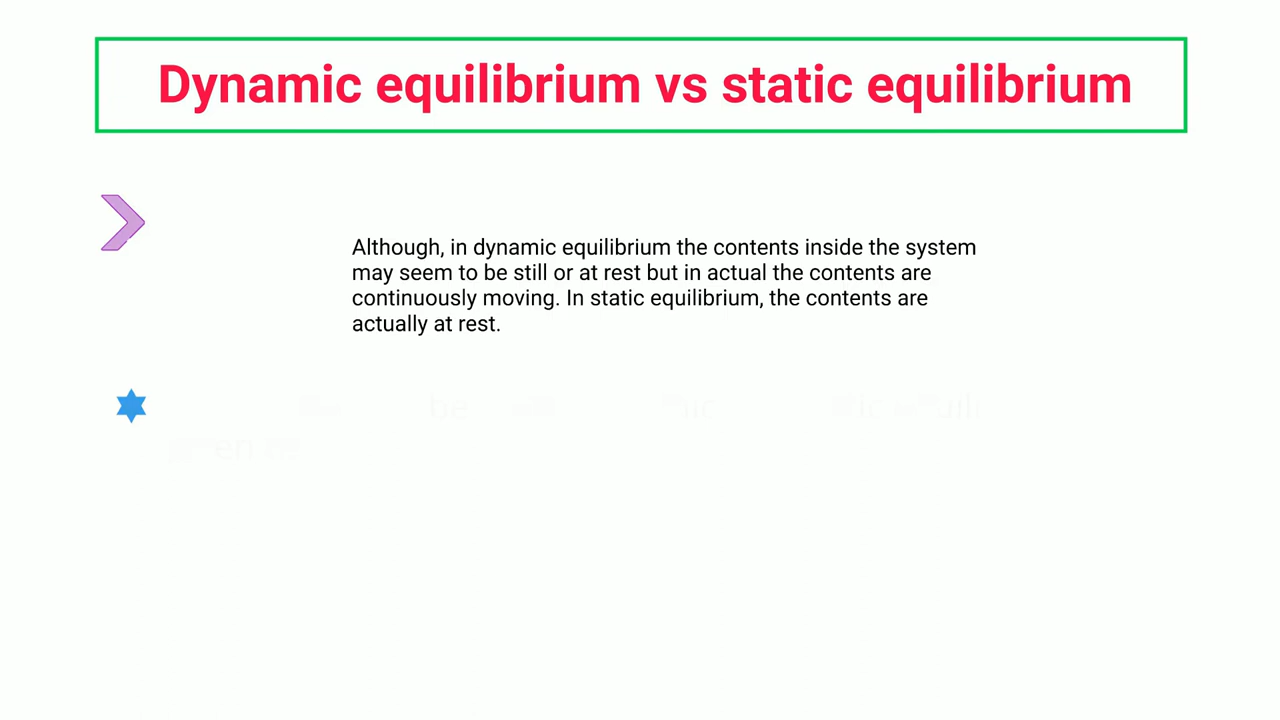 Dynamic equilibrium vs static equilibrium
Although, in dynamic equilibrium the contents inside the system
may seem to be still or at rest but in actual the contents are
continuously moving. In static equilibrium, the contents are
actually at rest.
be